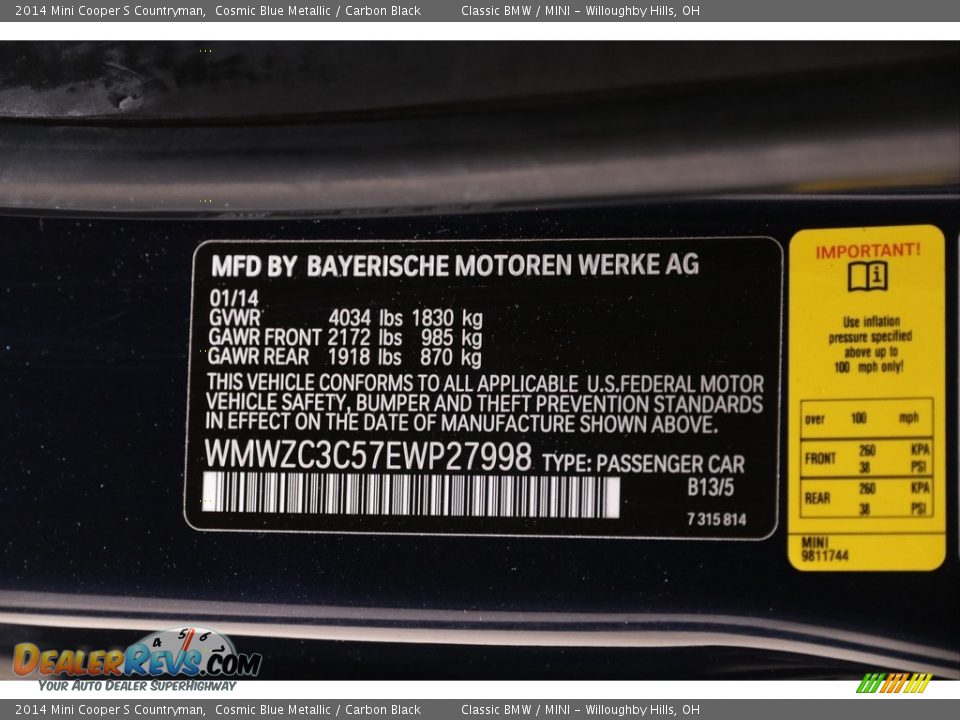 2014 Mini Cooper S Countryman,  Cosmic Blue Metallic / Carbon Black  Classic BMW / MINI - Willoughby Hills, OH
MFD BY BAYERISCHE MOTOREN WERKE AG
01/14
GVWR 4034 lbs 1830 kg
GAWR FRONT 2172 lbs 985 kg
GAWR REAR 1918 lbs 870 kg
THIS VEHICLE CONFORMS TO ALL APPLICABLE U.S.FEDERAL MOTOR
VEHICLE SAFETY, BUMPER AND THEFT PREVENTION STANDARDS
IN EFFECT ON THE DATE OF MANUFACTURE SHOWN ABOVE.
WMWZC3C57EWP27998 TYPE: PASSENGER CAR
B13/5
7 315 814
IMPORTANT!
i
Use inflation
pressure specified
above up to
100 mph only!
over 100 mph
FRONT 260 KPA
38 PSI
REAR 260 KPA
38 PSI
MINI
9811744
4 5 6
DEALERREVS.COM
YOUR AUTO DEALER SUPERHIGHWAY
2014 Mini Cooper S Countryman,  Cosmic Blue Metallic / Carbon Black  Classic BMW / MINI - Willoughby Hills, OH